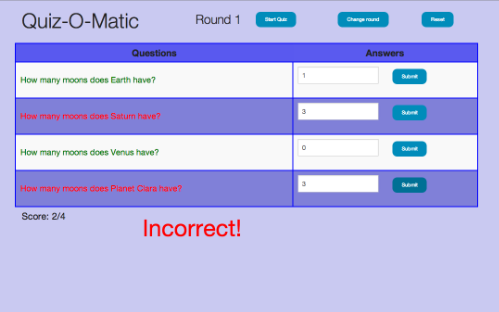 Quiz-O-Matic Round 1 Start Quiz Change round Reset
Questions Answers
How many moons does Earth have? 1 Submit
How many moons does Saturn have? 3 Submit
How many moons does Venus have? 0 Submit
How many moons does Planet Clara have? 3 Submit
Score: 2/4
Incorrect!